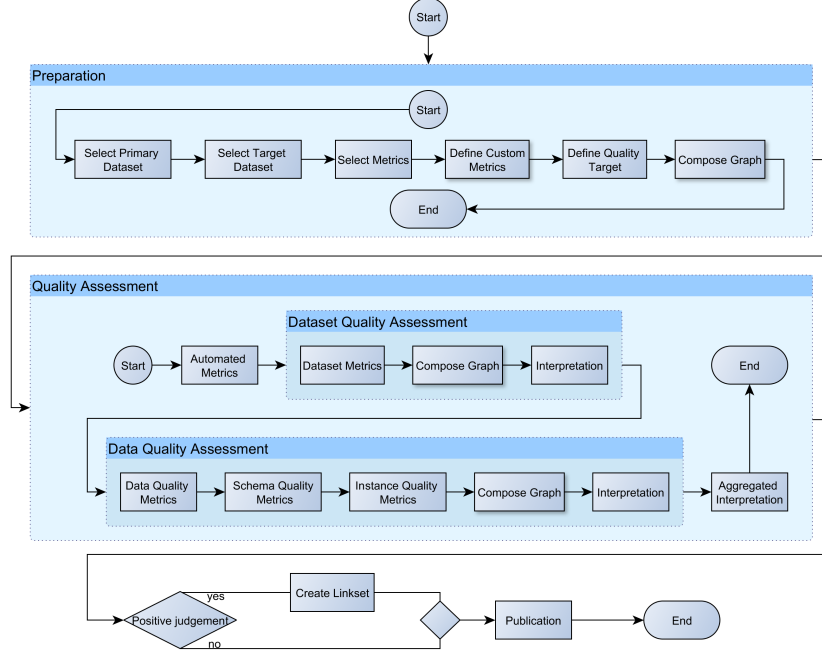 Start
Preparation
Start
Select Primary
Dataset
Select Target
Dataset
Select Metrics
Define Custom
Metrics
Define Quality
Target
Compose Graph
End
Quality Assessment
Dataset Quality Assessment
Start
Automated
Metrics
Dataset Metrics
Compose Graph
Interpretation
End
Data Quality Assessment
Data Quality
Metrics
Schema Quality
Metrics
Instance Quality
Metrics
Compose Graph
Interpretation
Aggregated
Interpretation
Positive judgement
yes
no
Create Linkset
Publication
End